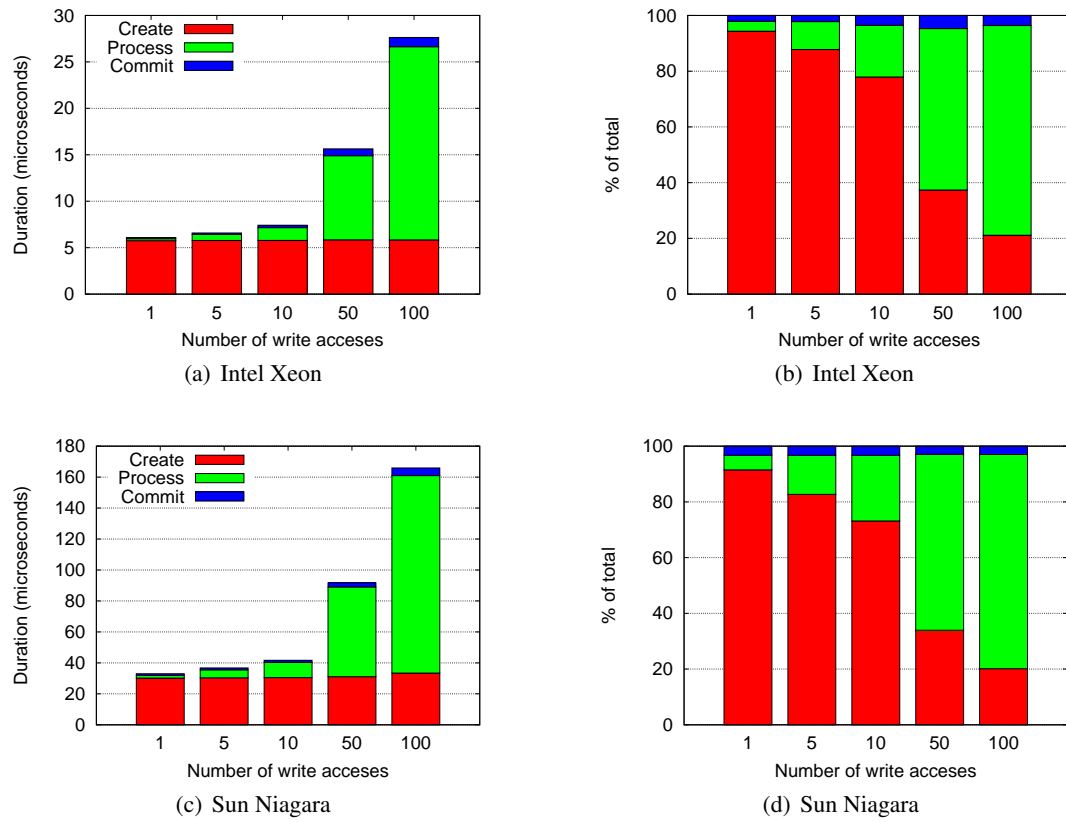 30
25
20
15
10
5
0
Duration (microseconds)
Create
Process
Commit
1 5 10 50 100
Number of write acceses
(a) Intel Xeon
100
80
60
40
20
0
% of total
1 5 10 50 100
Number of write acceses
(b) Intel Xeon
180
160
140
120
100
80
60
40
20
0
Duration (microseconds)
Create
Process
Commit
1 5 10 50 100
Number of write acceses
(c) Sun Niagara
100
80
60
40
20
0
% of total
1 5 10 50 100
Number of write acceses
(d) Sun Niagara